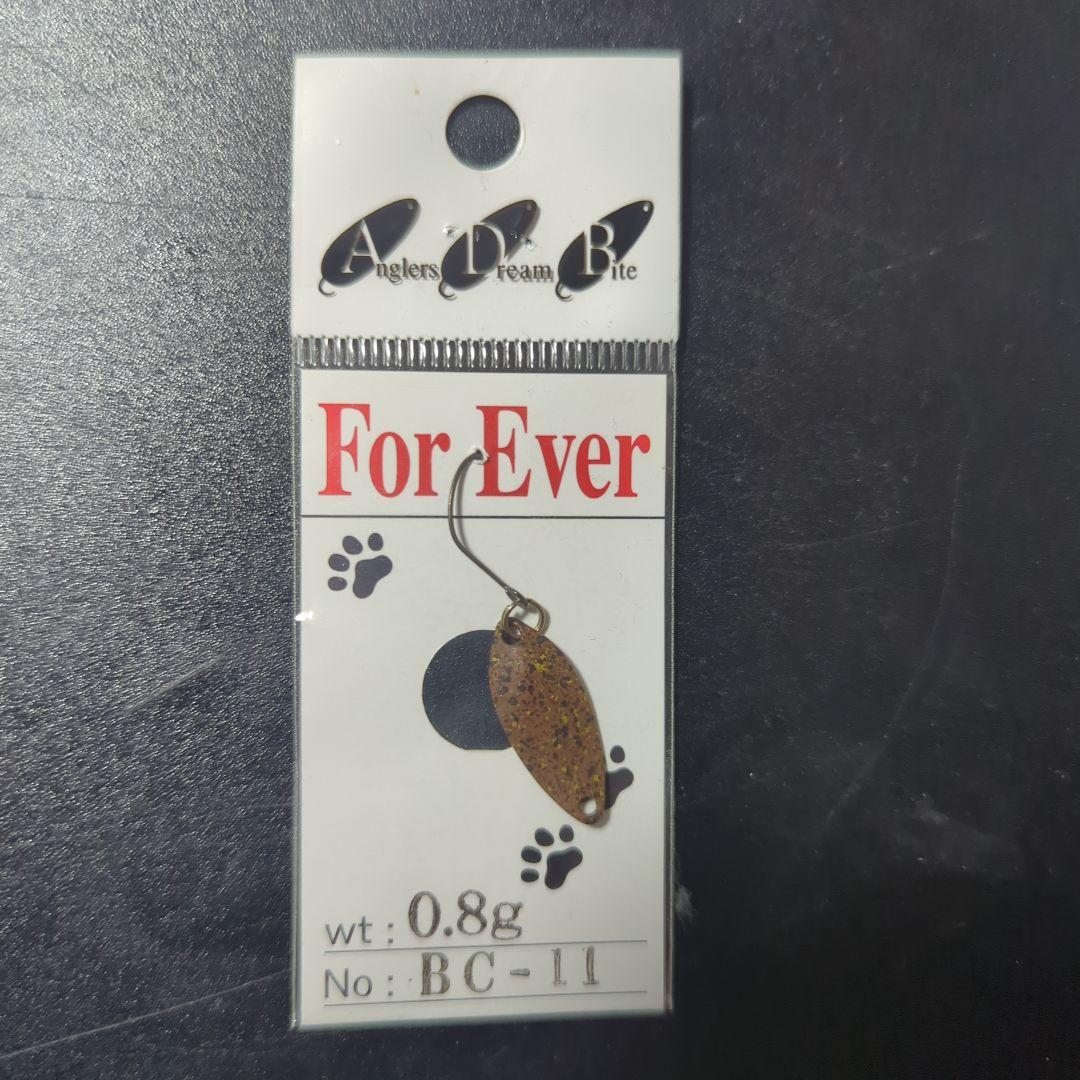 Anglers Dream Bite
For Ever
wt : 0.8g
No : BC-11